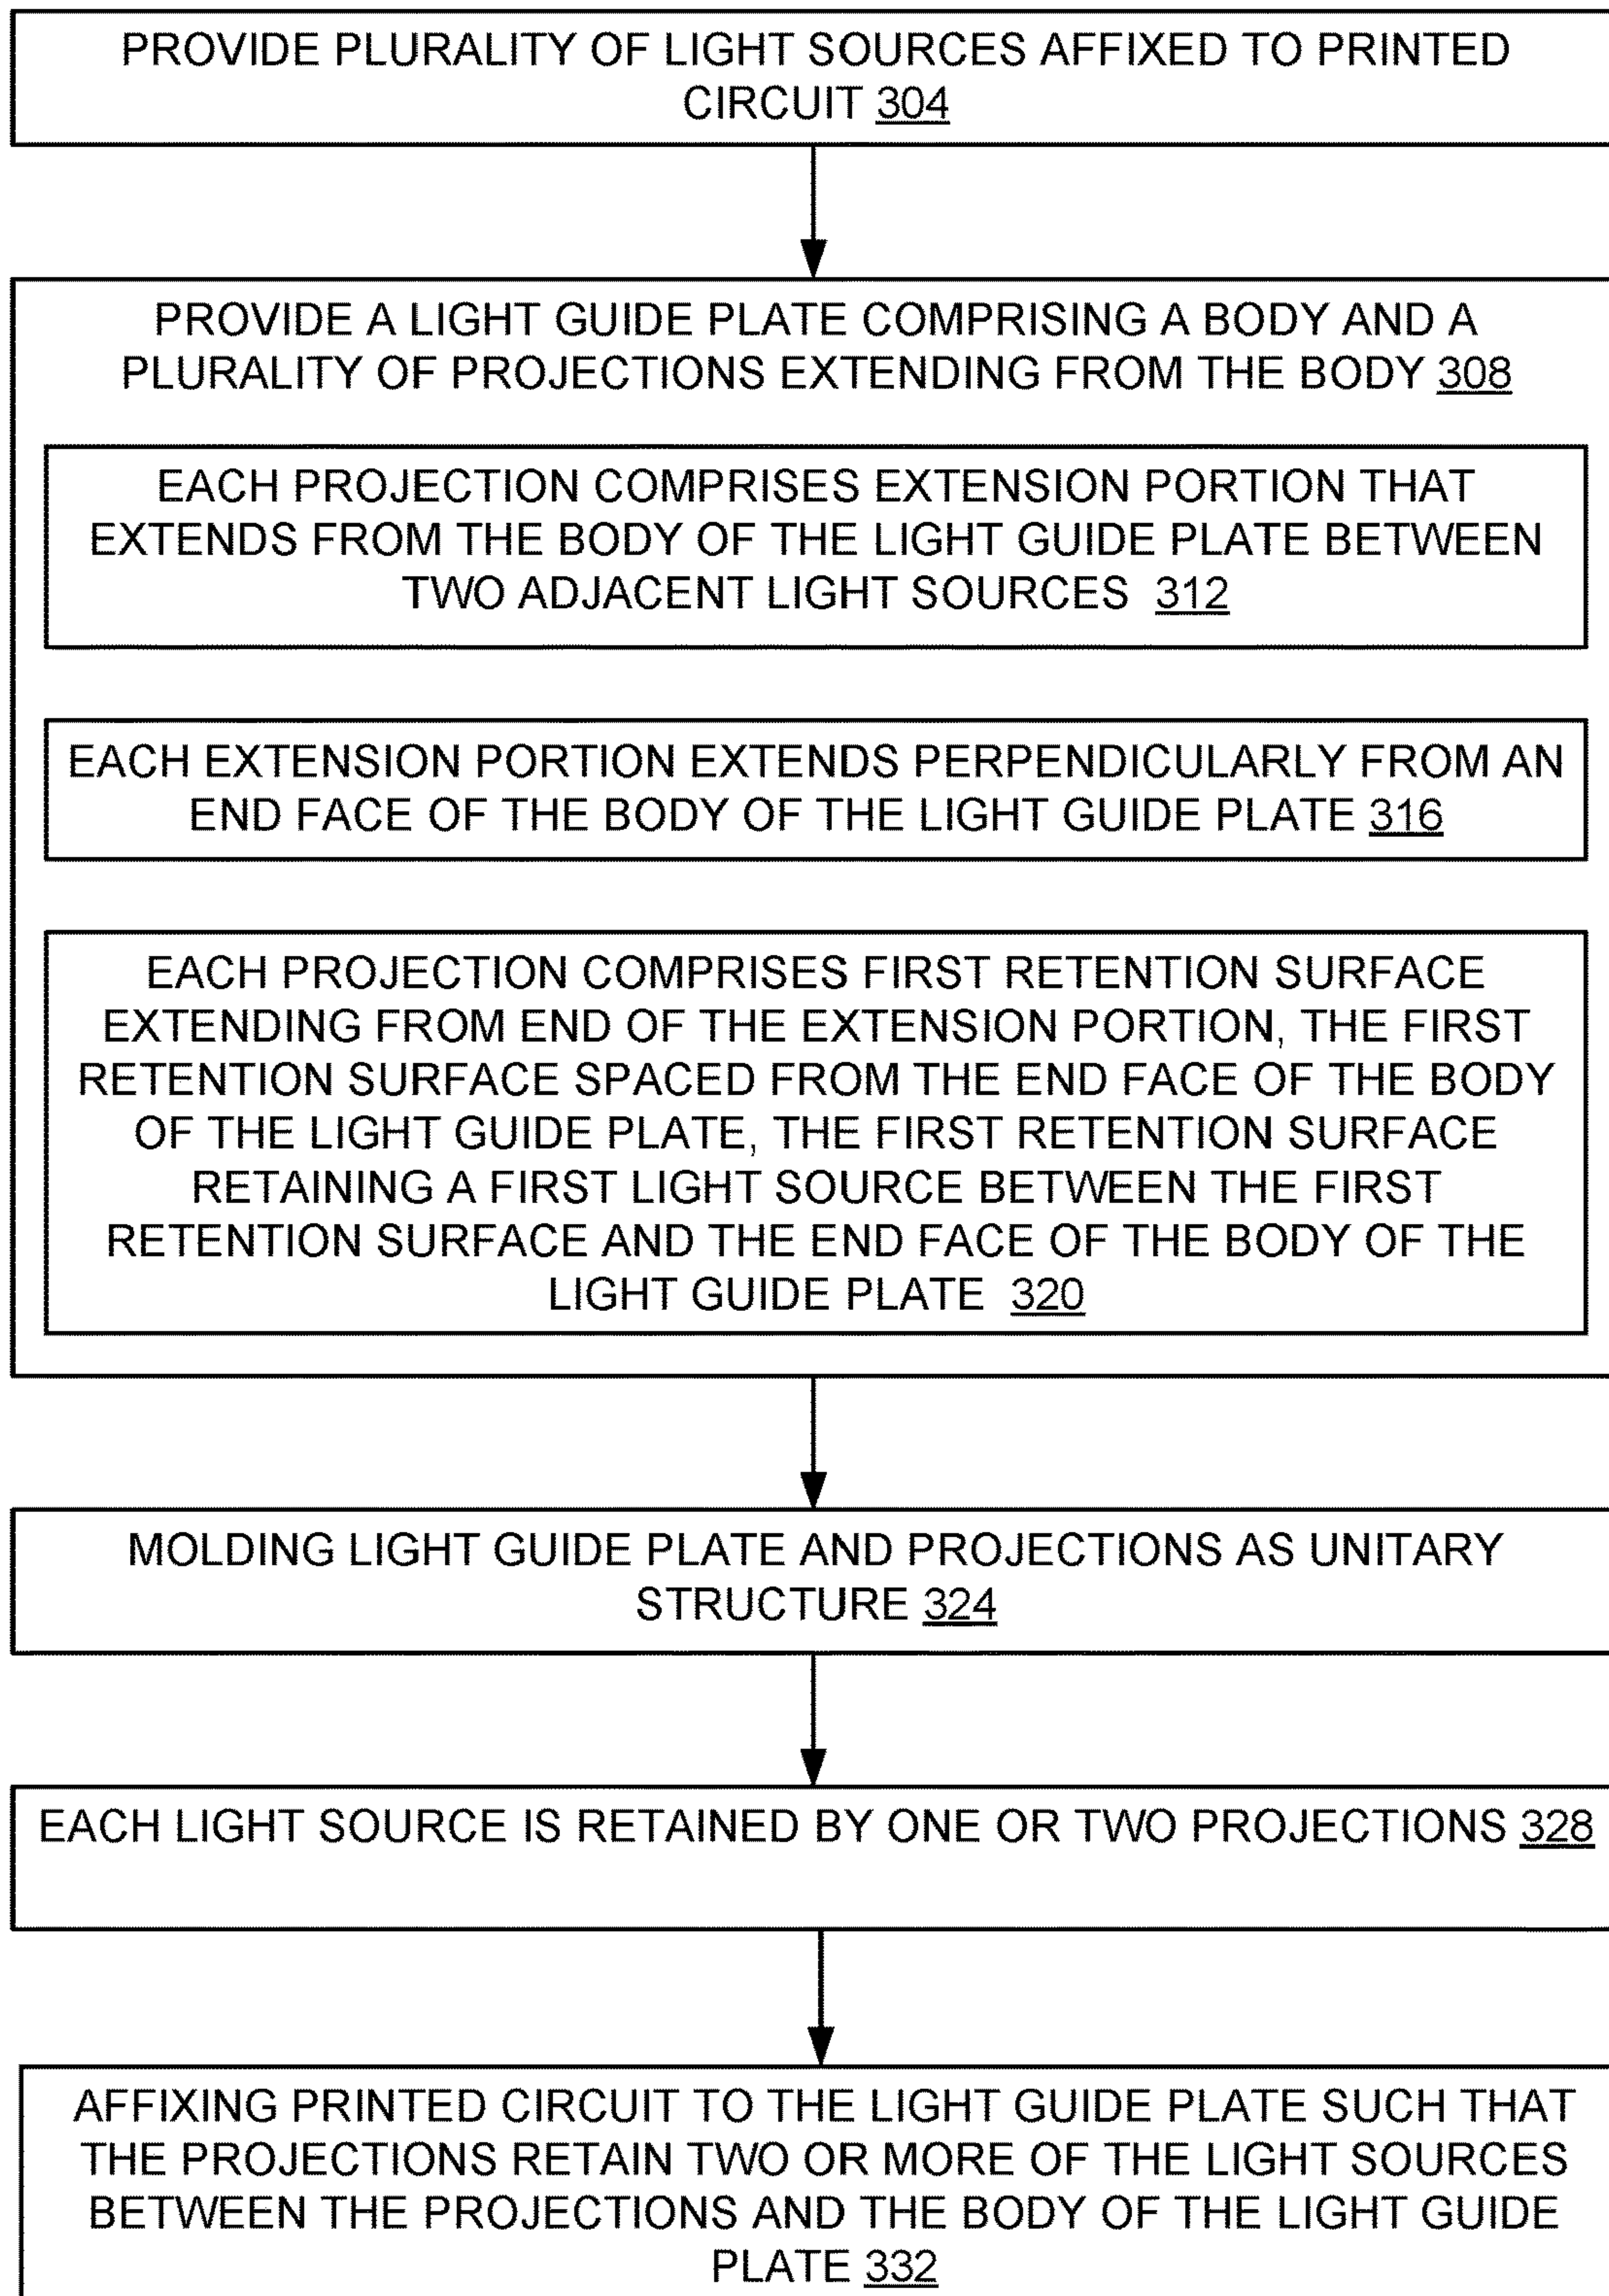 PROVIDE PLURALITY OF LIGHT SOURCES AFFIXED TO PRINTED
CIRCUIT 304
PROVIDE A LIGHT GUIDE PLATE COMPRISING A BODY AND A
PLURALITY OF PROJECTIONS EXTENDING FROM THE BODY 308
EACH PROJECTION COMPRISES EXTENSION PORTION THAT
EXTENDS FROM THE BODY OF THE LIGHT GUIDE PLATE BETWEEN
TWO ADJACENT LIGHT SOURCES 312
EACH EXTENSION PORTION EXTENDS PERPENDICULARLY FROM AN
END FACE OF THE BODY OF THE LIGHT GUIDE PLATE 316
EACH PROJECTION COMPRISES FIRST RETENTION SURFACE
EXTENDING FROM END OF THE EXTENSION PORTION, THE FIRST
RETENTION SURFACE SPACED FROM THE END FACE OF THE BODY
OF THE LIGHT GUIDE PLATE, THE FIRST RETENTION SURFACE
RETAINING A FIRST LIGHT SOURCE BETWEEN THE FIRST
RETENTION SURFACE AND THE END FACE OF THE BODY OF THE
LIGHT GUIDE PLATE 320
MOLDING LIGHT GUIDE PLATE AND PROJECTIONS AS UNITARY
STRUCTURE 324
EACH LIGHT SOURCE IS RETAINED BY ONE OR TWO PROJECTIONS 328
AFFIXING PRINTED CIRCUIT TO THE LIGHT GUIDE PLATE SUCH THAT
THE PROJECTIONS RETAIN TWO OR MORE OF THE LIGHT SOURCES
BETWEEN THE PROJECTIONS AND THE BODY OF THE LIGHT GUIDE
PLATE 332